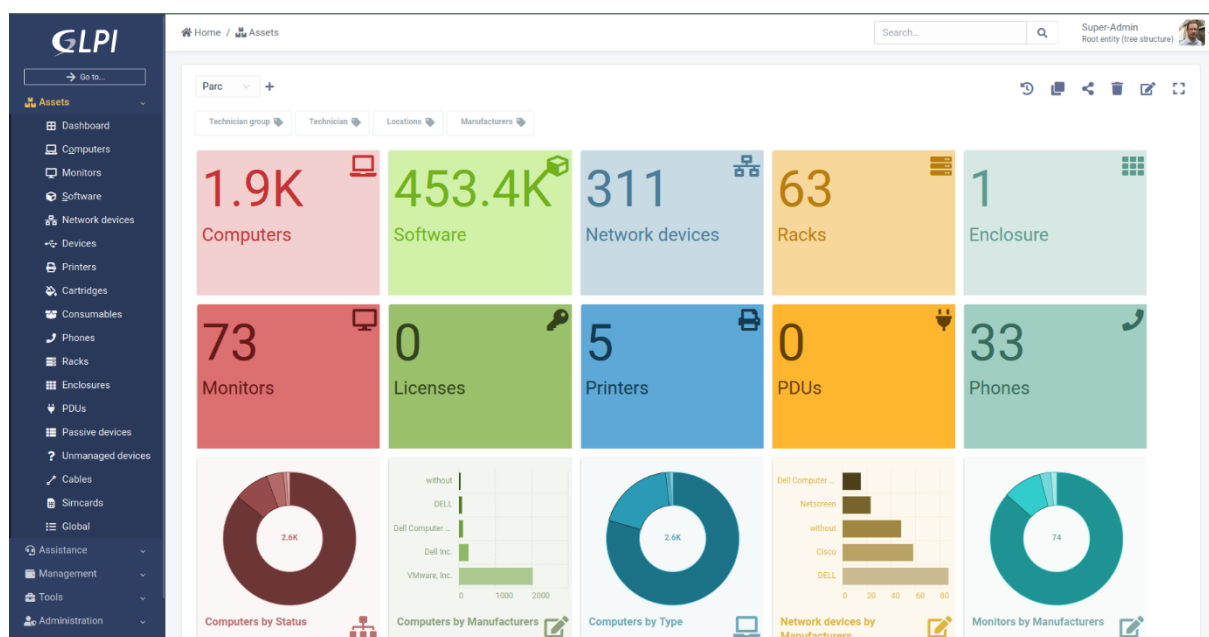 GLPI
Go to...
Assets
Dashboard
Computers
Monitors
Software
Network devices
Devices
Printers
Cartridges
Consumables
Phones
Racks
Enclosures
PDUs
Passive devices
Unmanaged devices
Cables
Simcards
Global
Assistance
Management
Tools
Administration
Home / Assets
Search...
Super-Admin
Root entity (tree structure)
Parc
Technician group
Technician
Locations
Manufacturers
1.9K
Computers
453.4K
Software
311
Network devices
63
Racks
1
Enclosure
73
Monitors
0
Licenses
5
Printers
0
PDUs
33
Phones
2.6K
Computers by Status
without
DELL
Dell Computer ...
Dell Inc.
VMware, Inc.
0 1000 2000
Computers by Manufacturers
2.6K
Computers by Type
Dell Computer ...
Netscreen
without
Cisco
DELL
0 20 40 60 80
Network devices by
Manufacturers
74
Monitors by Manufacturers